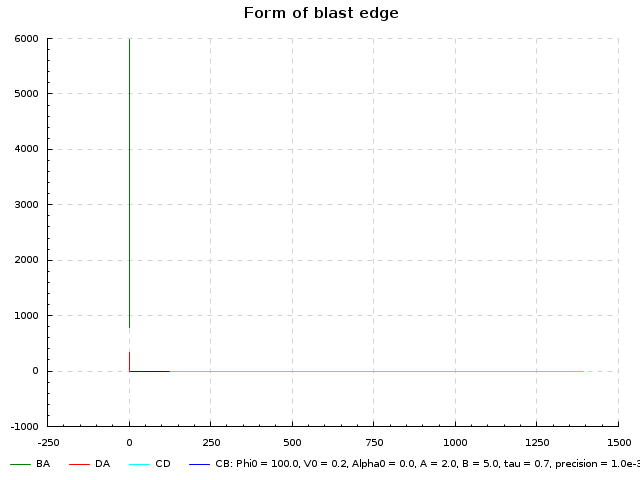 Form of blast edge
6000
5000
4000
3000
2000
1000
0
-1000
-250 0 250 500 750 1000 1250 1500
BA DA CD CB: Phi0 = 100.0, V0 = 0.2, Alpha0 = 0.0, A = 2.0, B = 5.0, tau = 0.7, precision = 1.0e-3